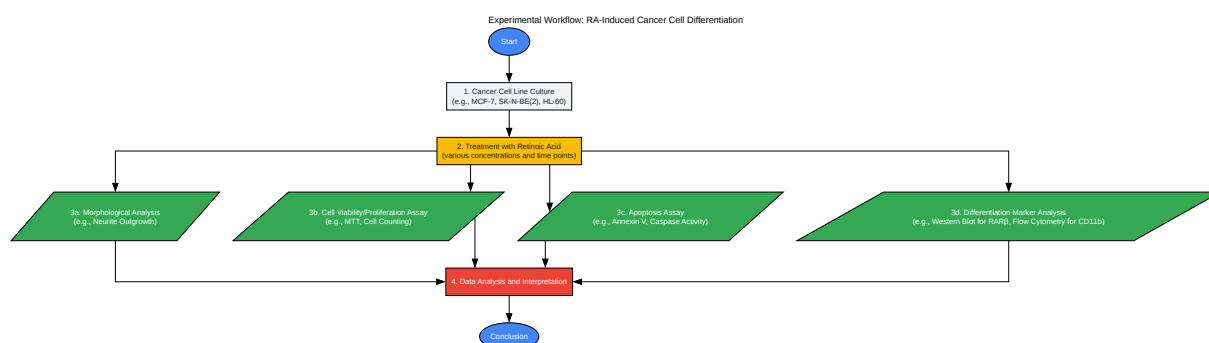 Experimental Workflow: RA-Induced Cancer Cell Differentiation
Start
1. Cancer Cell Line Culture
(e.g., MCF-7, SK-N-BE(2), HL-60)
2. Treatment with Retinoic Acid
(various concentrations and time points)
3a. Morphological Analysis
(e.g., Neurite Outgrowth)
3b. Cell Viability/Proliferation Assay
(e.g., MTT, Cell Counting)
3c. Apoptosis Assay
(e.g., Annexin V, Caspase Activity)
3d. Differentiation Marker Analysis
(e.g., Western Blot for RARβ, Flow Cytometry for CD11b)
4. Data Analysis and Interpretation
Conclusion